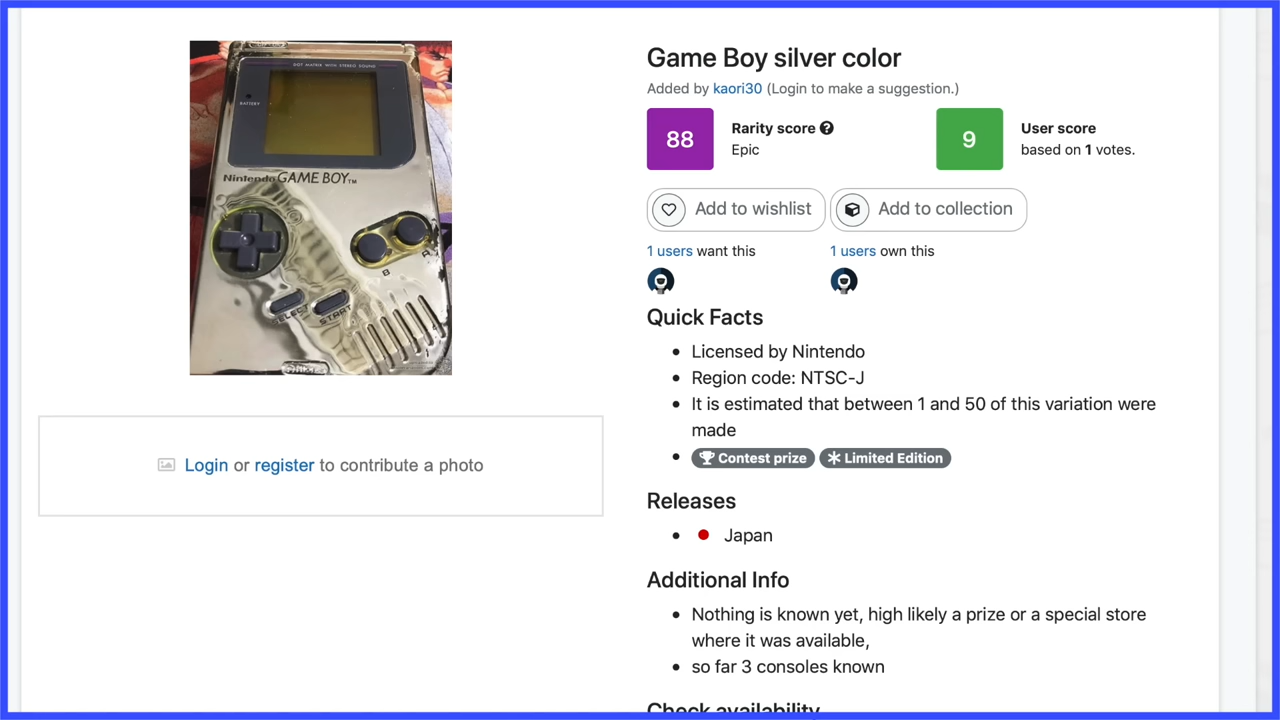 DOT MATRIX WITH STEREO SOUND
BATTERY
Nintendo GAME BOY™
B
A
SELECT
START
Game Boy silver color
Added by kaori30 (Login to make a suggestion.)
88
Rarity score
Epic
9
User score
based on 1 votes.
Add to wishlist
Add to collection
1 users want this
1 users own this
Quick Facts
Licensed by Nintendo
Region code: NTSC-J
It is estimated that between 1 and 50 of this variation were
made
Contest prize
Limited Edition
Login or register to contribute a photo
Releases
Japan
Additional Info
Nothing is known yet, high likely a prize or a special store
where it was available,
so far 3 consoles known
Check availability